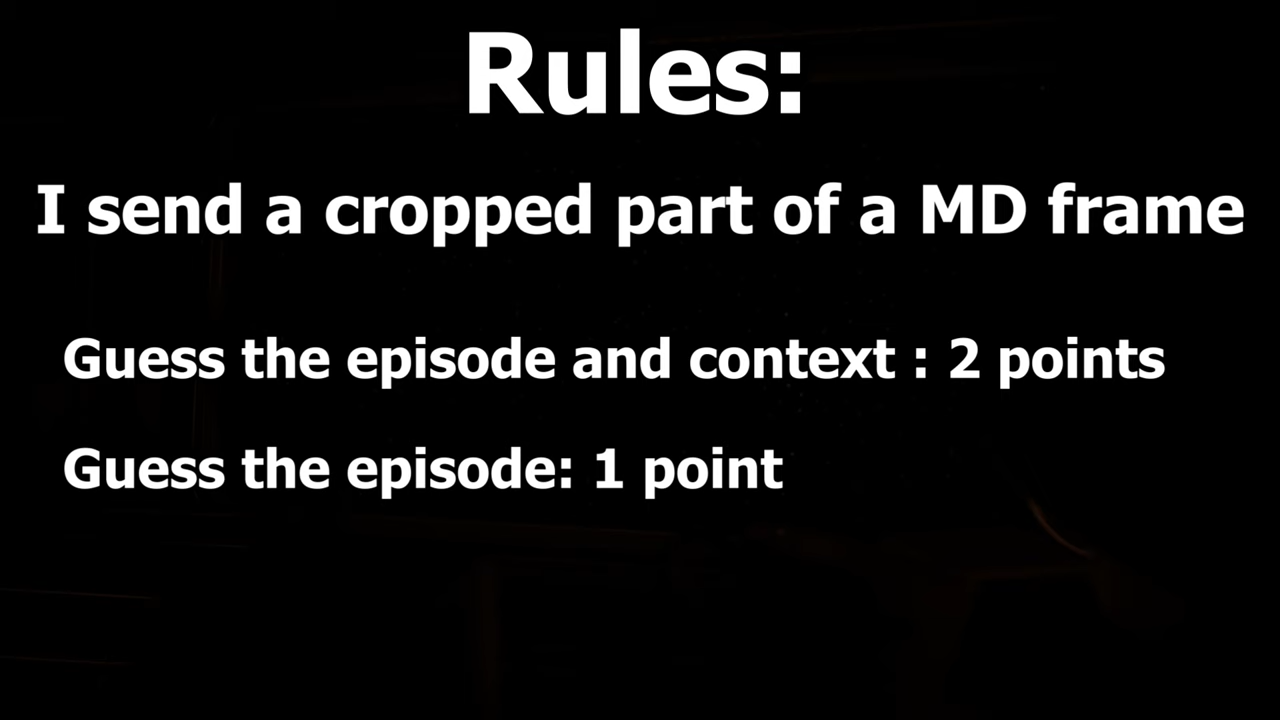 Rules:
I send a cropped part of a MD frame
Guess the episode and context : 2 points
Guess the episode: 1 point